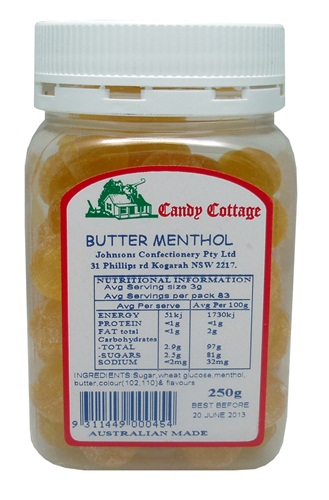 Candy Cottage
BUTTER MENTHOL
Johnsons Confectionery Pty Ltd
31 Phillips rd Kogarah NSW 2217.
NUTRITIONAL INFORMATION
Avg Serving size 3g
Avg Servings per pack 83
Avg Per serve Avg Per 100g
ENERGY 51kj 1730kj
PROTEIN <1g <1g
FAT total <1g 3g
Carbohydrates
-TOTAL 2.9g 97g
-SUGARS 2.5g 81g
SODIUM <2mg 32mg
INGREDIENTS:Sugar,wheat glucose,menthol,
butter,colour(102,110)& flavours
250g
BEST BEFORE
20 JUNE 2013
9 311449 000454
AUSTRALIAN MADE